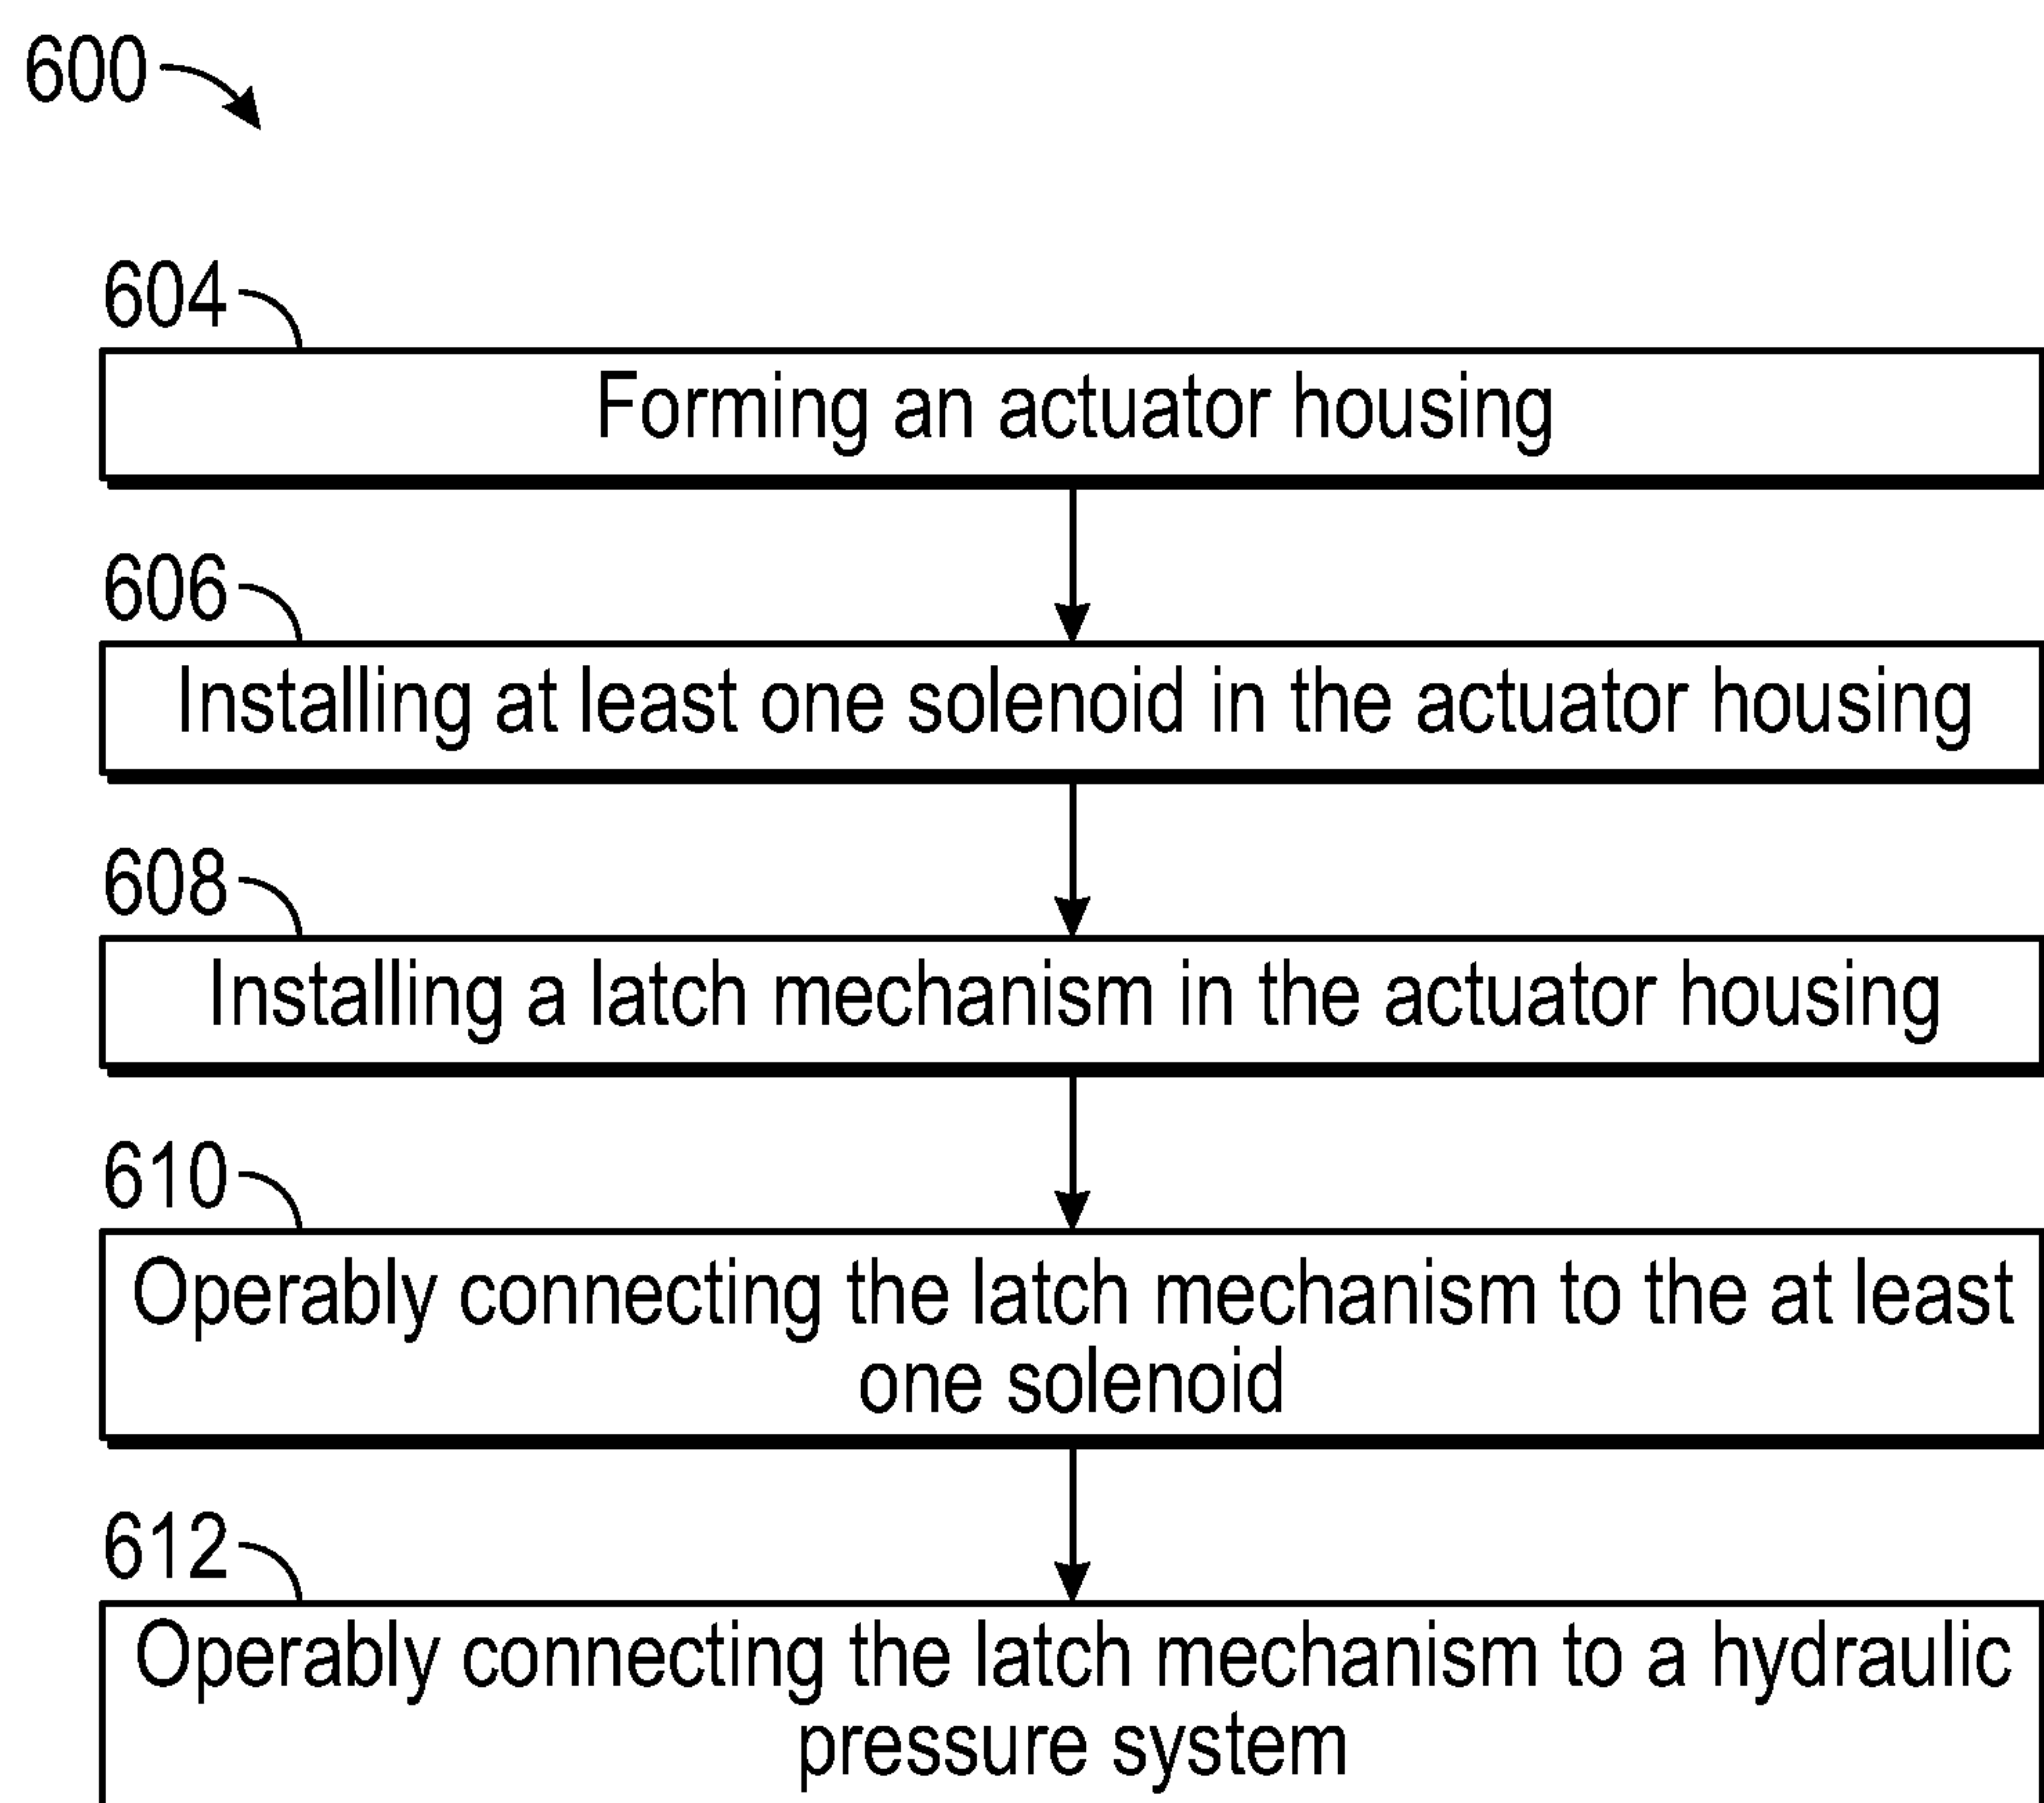 600
604
Forming an actuator housing
606
Installing at least one solenoid in the actuator housing
608
Installing a latch mechanism in the actuator housing
610
Operably connecting the latch mechanism to the at least
one solenoid
612
Operably connecting the latch mechanism to a hydraulic
pressure system